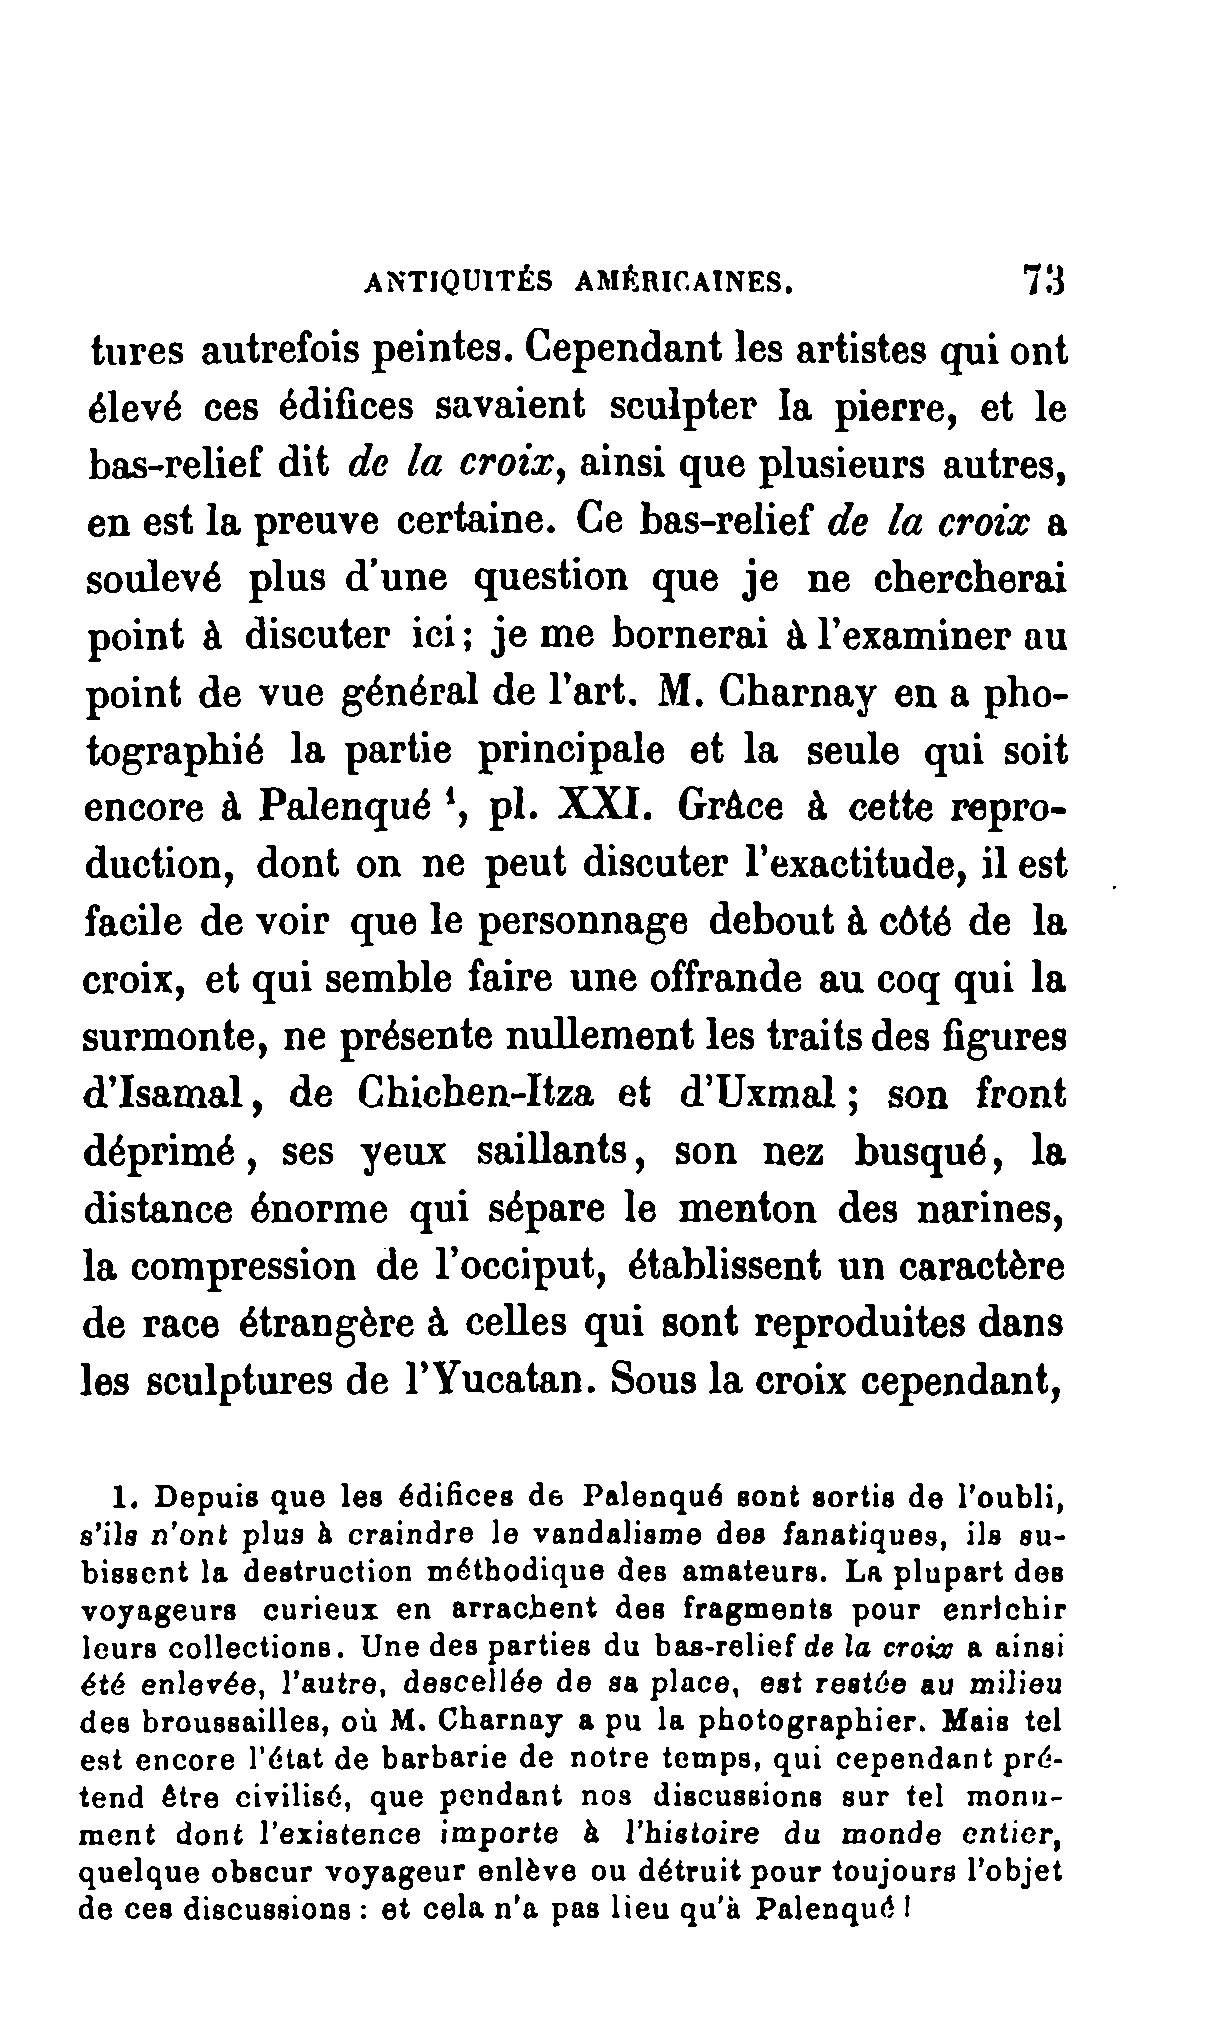 ANTIQUITÉS AMÉRICAINES. 73
tures autrefois peintes. Cependant les artistes qui ont
élevé ces édifices savaient sculpter la pierre, et le
bas-relief dit de la croix, ainsi que plusieurs autres,
en est la preuve certaine. Ce bas-relief de la croix a
soulevé plus d'une question que je ne chercherai
point à discuter ici; je me bornerai à l'examiner au
point de vue général de l'art. M. Charnay en a pho-
tographié la partie principale et la seule qui soit
encore à Palenqué ¹, pl. XXI. Grâce à cette repro-
duction, dont on ne peut discuter l'exactitude, il est
facile de voir que le personnage debout à côté de la
croix, et qui semble faire une offrande au coq qui la
surmonte, ne présente nullement les traits des figures
d'Isamal, de Chichen-Itza et d'Uxmal; son front
déprimé, ses yeux saillants, son nez busqué, la
distance énorme qui sépare le menton des narines,
la compression de l'occiput, établissent un caractère
de race étrangère à celles qui sont reproduites dans
les sculptures de l'Yucatan. Sous la croix cependant,
1. Depuis que les édifices de Palenqué sont sortis de l'oubli,
s'ils n'ont plus à craindre le vandalisme des fanatiques, ils su-
bissent la destruction méthodique des amateurs. La plupart des
voyageurs curieux en arrachent des fragments pour enrichir
leurs collections. Une des parties du bas-relief de la croix a ainsi
été enlevée, l'autre, descellée de sa place, est restée au milieu
des broussailles, où M. Charnay a pu la photographier. Mais tel
est encore l'état de barbarie de notre temps, qui cependant pré-
tend être civilisé, que pendant nos discussions sur tel monu-
ment dont l'existence importe à l'histoire du monde entier,
quelque obscur voyageur enlève ou détruit pour toujours l'objet
de ces discussions : et cela n'a pas lieu qu'à Palenqué!